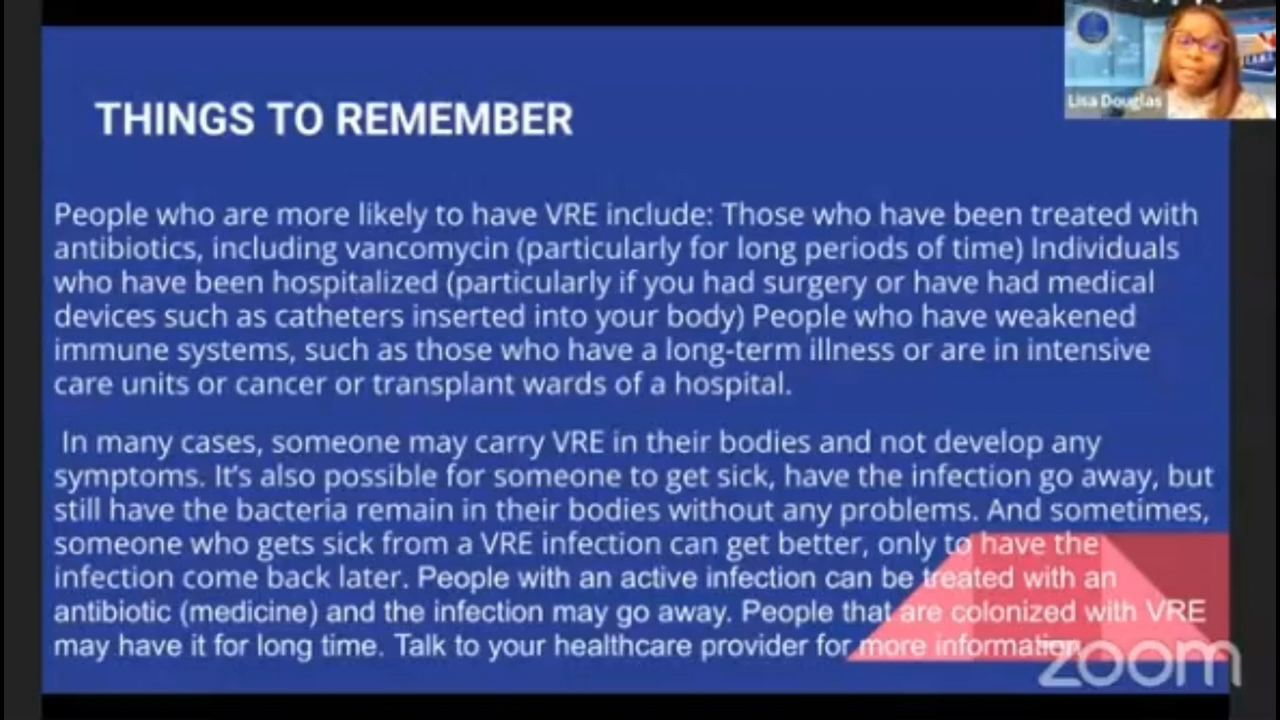 Lisa Douglas
THINGS TO REMEMBER
People who are more likely to have VRE include: Those who have been treated with
antibiotics, including vancomycin (particularly for long periods of time) Individuals
who have been hospitalized (particularly if you had surgery or have had medical
devices such as catheters inserted into your body) People who have weakened
immune systems, such as those who have a long-term illness or are in intensive
care units or cancer or transplant wards of a hospital.
In many cases, someone may carry VRE in their bodies and not develop any
symptoms. It's also possible for someone to get sick, have the infection go away, but
still have the bacteria remain in their bodies without any problems. And sometimes,
someone who gets sick from a VRE infection can get better, only to have the
infection come back later. People with an active infection can be treated with an
antibiotic (medicine) and the infection may go away. People that are colonized with VRE
may have it for long time. Talk to your healthcare provider for more information
zoom